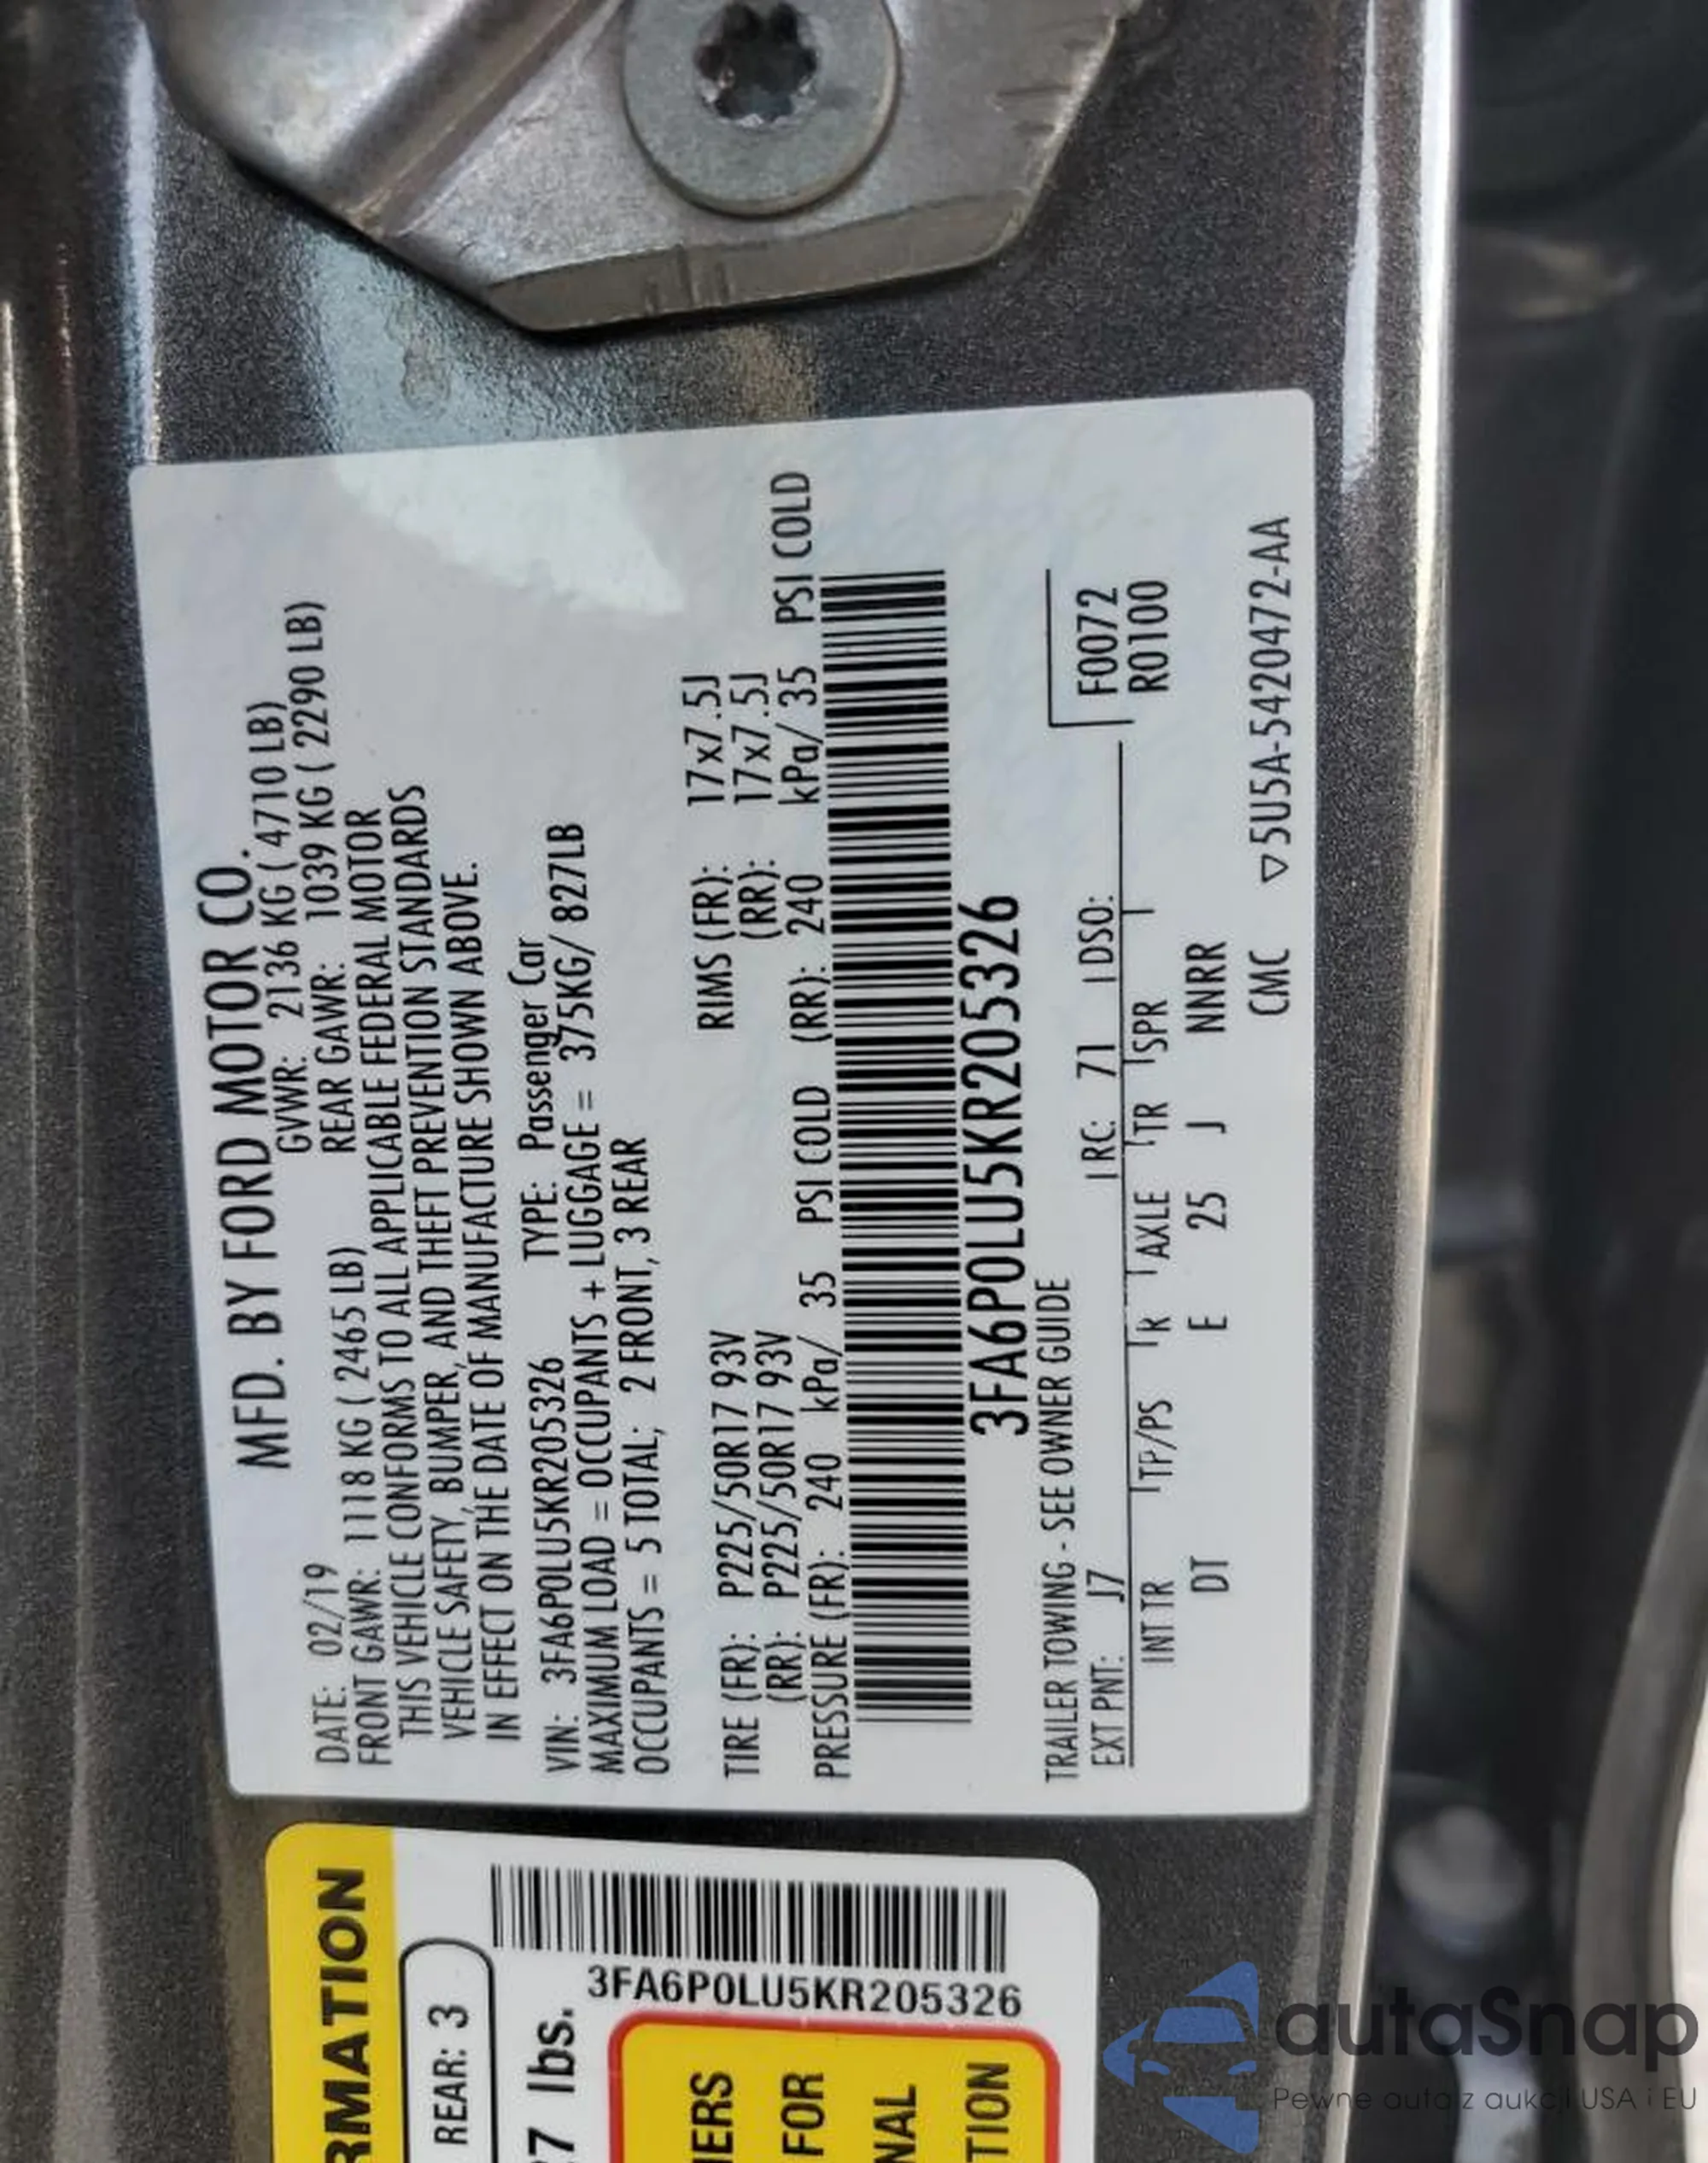 MFD. BY FORD MOTOR CO.
DATE: 02/19 GVWR: 2136 KG ( 4710 LB)
FRONT GAWR: 1118 KG ( 2465 LB) REAR GAWR: 1039 KG ( 2290 LB)
THIS VEHICLE CONFORMS TO ALL APPLICABLE FEDERAL MOTOR
VEHICLE SAFETY, BUMPER, AND THEFT PREVENTION STANDARDS
IN EFFECT ON THE DATE OF MANUFACTURE SHOWN ABOVE.
VIN: 3FA6P0LU5KR205326 TYPE: Passenger Car
MAXIMUM LOAD = OCCUPANTS + LUGGAGE = 375KG/ 827LB
OCCUPANTS = 5 TOTAL; 2 FRONT, 3 REAR
TIRE (FR): P225/50R17 93V RIMS (FR): 17x7.5J
(RR): P225/50R17 93V (RR): 17x7.5J
PRESSURE (FR): 240 kPa/ 35 PSI COLD (RR): 240 kPa/ 35 PSI COLD
3FA6P0LU5KR205326
TRAILER TOWING - SEE OWNER GUIDE
EXT PNT: J7 RC: 71 DSO: F0072
R0100
INT TR TP/PS R AXLE TR SPR
DT E 25 J NNRR
CMC ▽5U5A-5420472-AA
RMATION
REAR: 3
27 lbs.
3FA6P0LU5KR205326
IERS
FOR
NAL
TION
autaSnap
Pewne auta z aukcji USA i EU